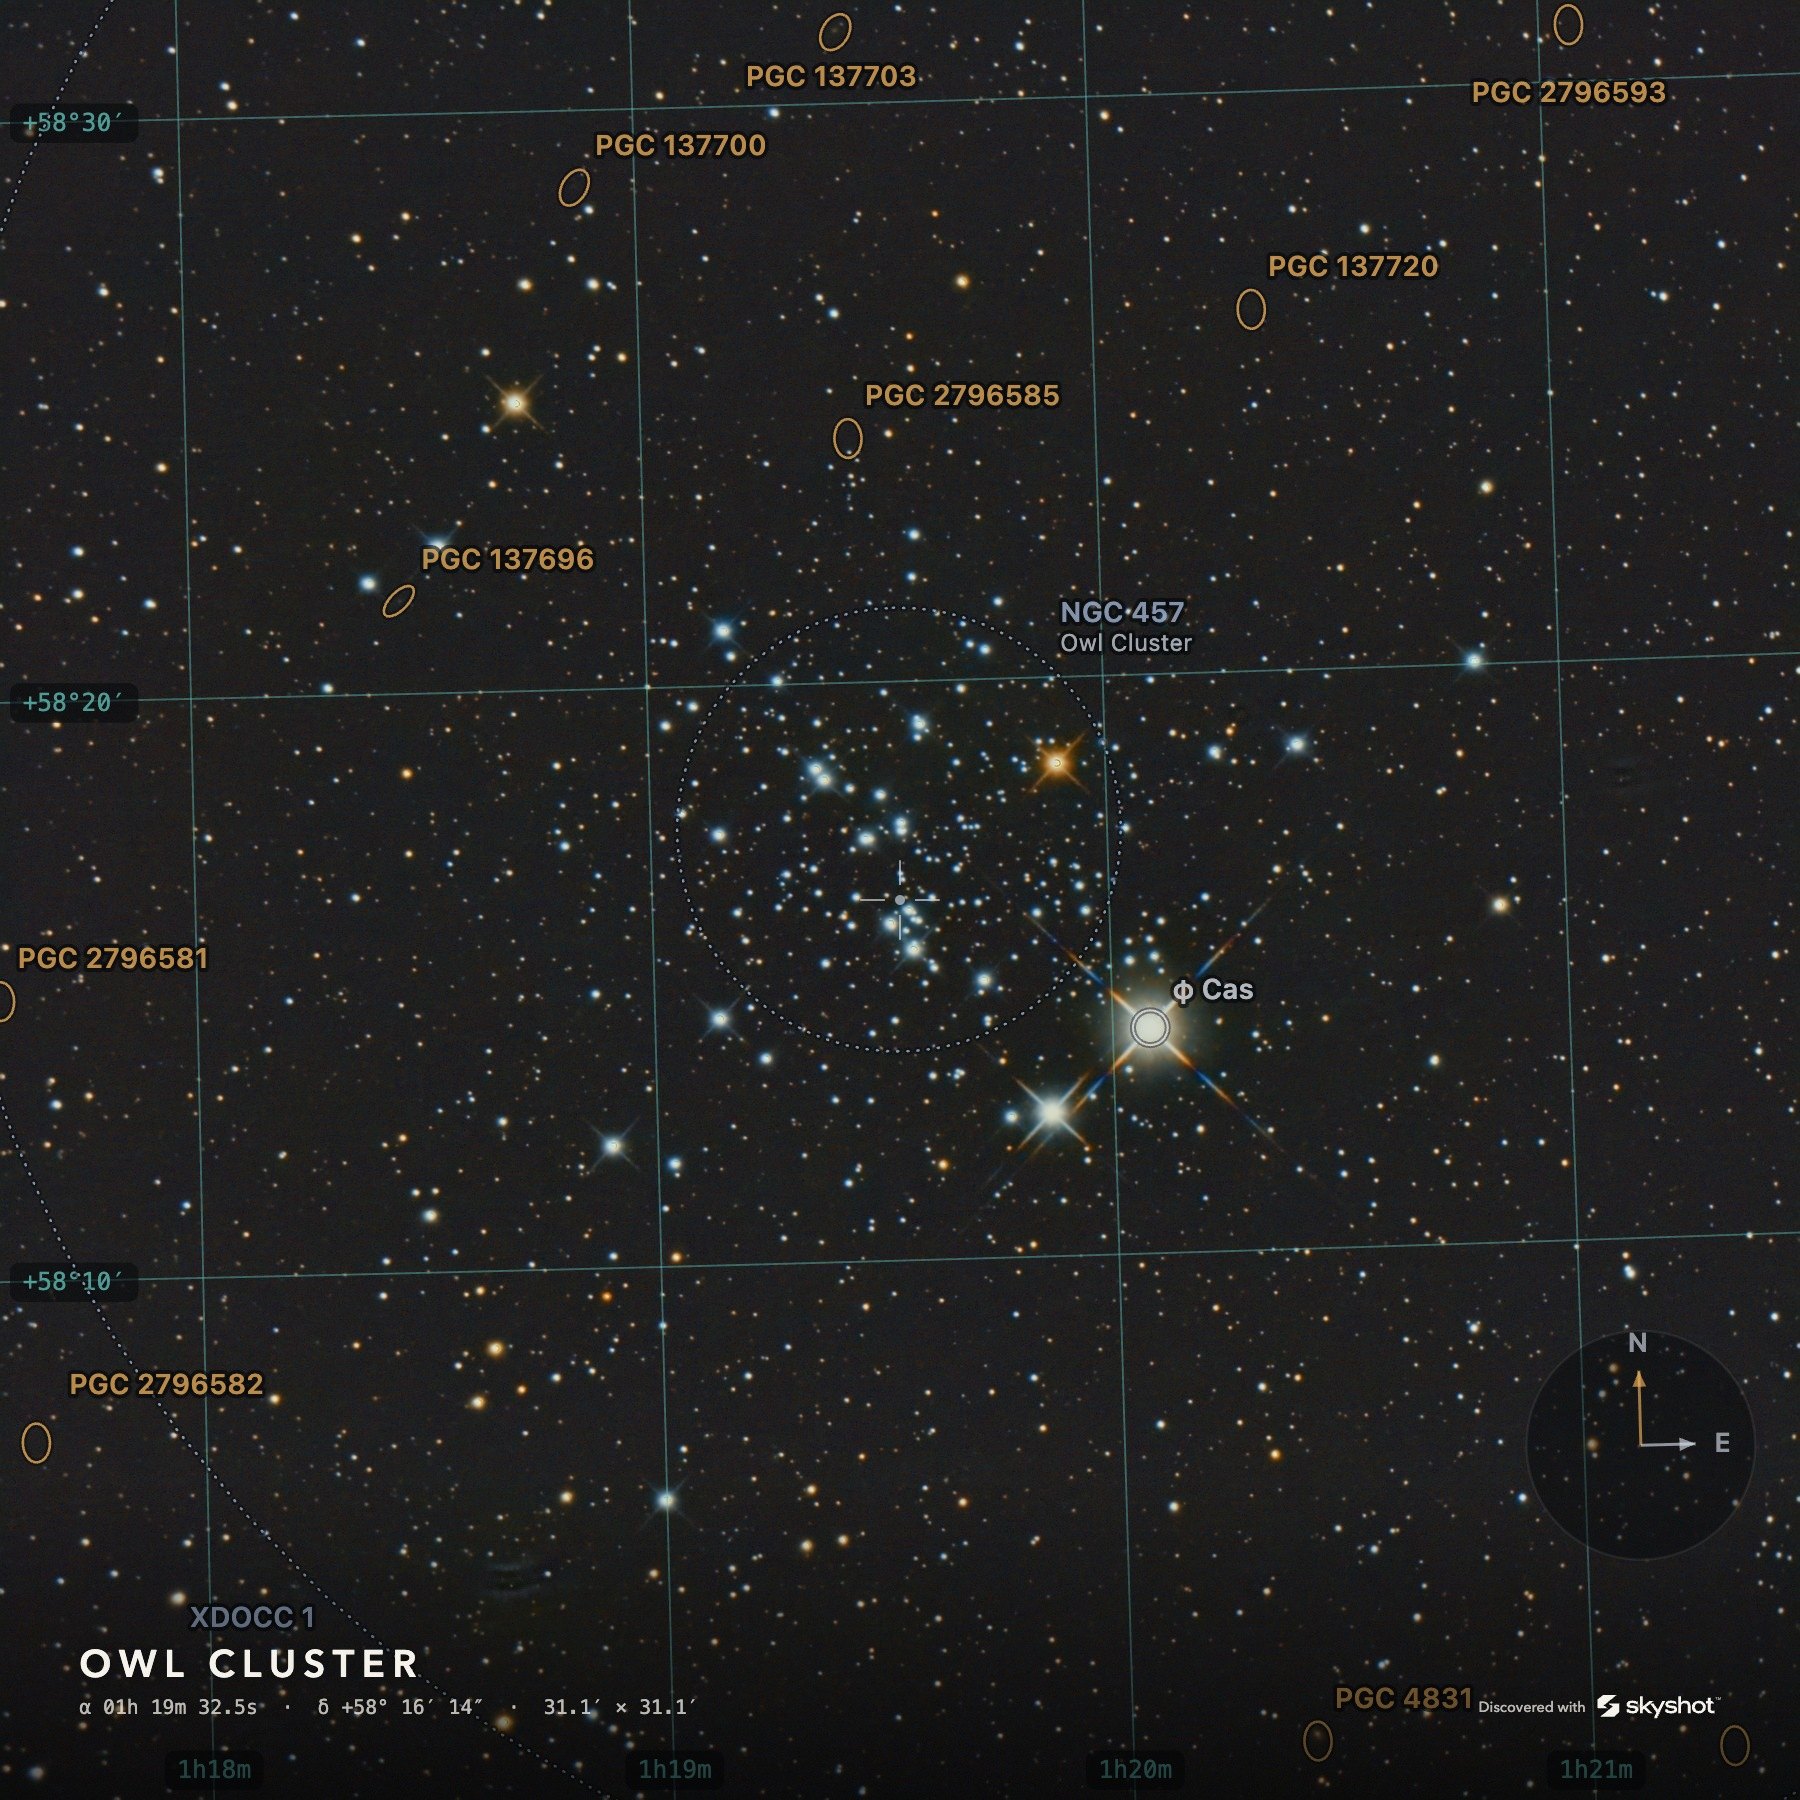 PGC 137703
PGC 2796593
+58°30′
PGC 137700
PGC 137720
PGC 2796585
PGC 137696
NGC 457
Owl Cluster
+58°20′
PGC 2796581
ϕ Cas
+58°10′
N
E
PGC 2796582
XDOCC 1
OWL CLUSTER
α 01h 19m 32.5s · δ +58° 16′ 14″ · 31.1′ × 31.1′
PGC 4831
Discovered with skyshot™
1h18m
1h19m
1h20m
1h21m